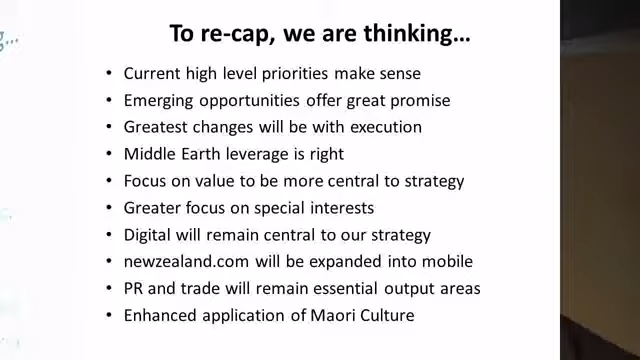 To re-cap, we are thinking…
• Current high level priorities make sense
• Emerging opportunities offer great promise
• Greatest changes will be with execution
• Middle Earth leverage is right
• Focus on value to be more central to strategy
• Greater focus on special interests
• Digital will remain central to our strategy
• newzealand.com will be expanded into mobile
• PR and trade will remain essential output areas
• Enhanced application of Maori Culture